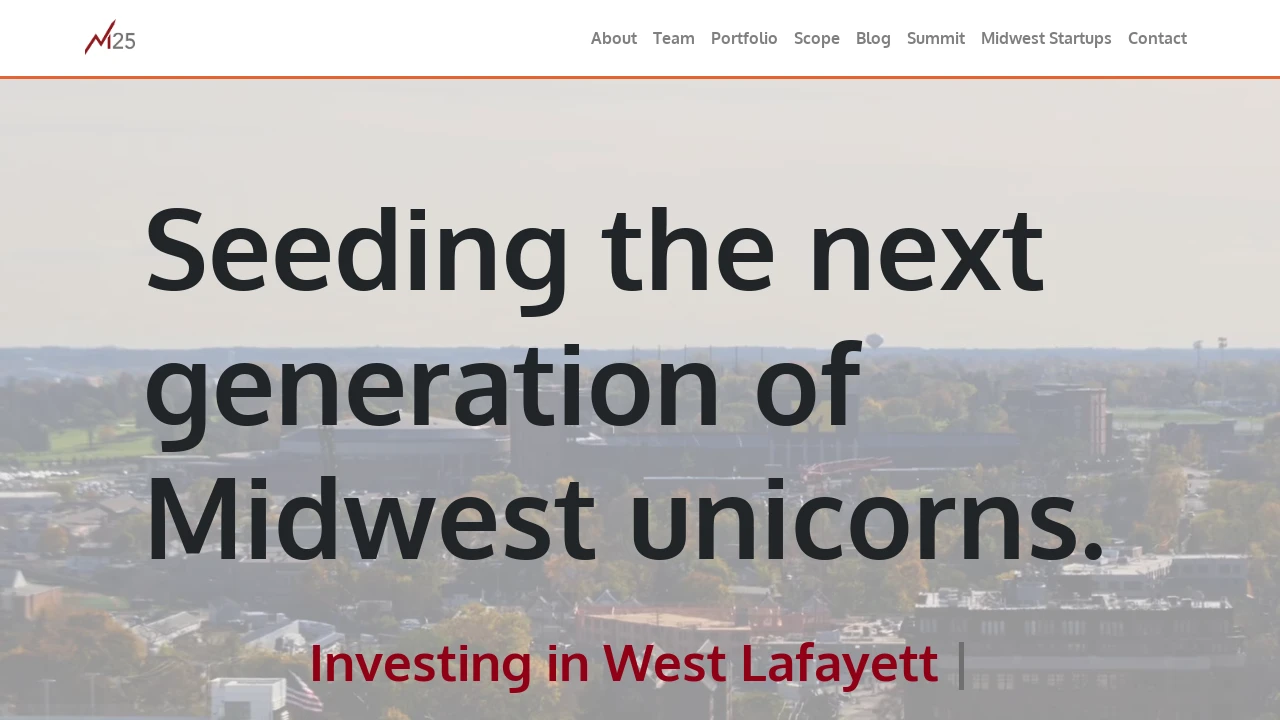 M25
About Team Portfolio Scope Blog Summit Midwest Startups Contact
Seeding the next
generation of
Midwest unicorns.
Investing in West Lafayett